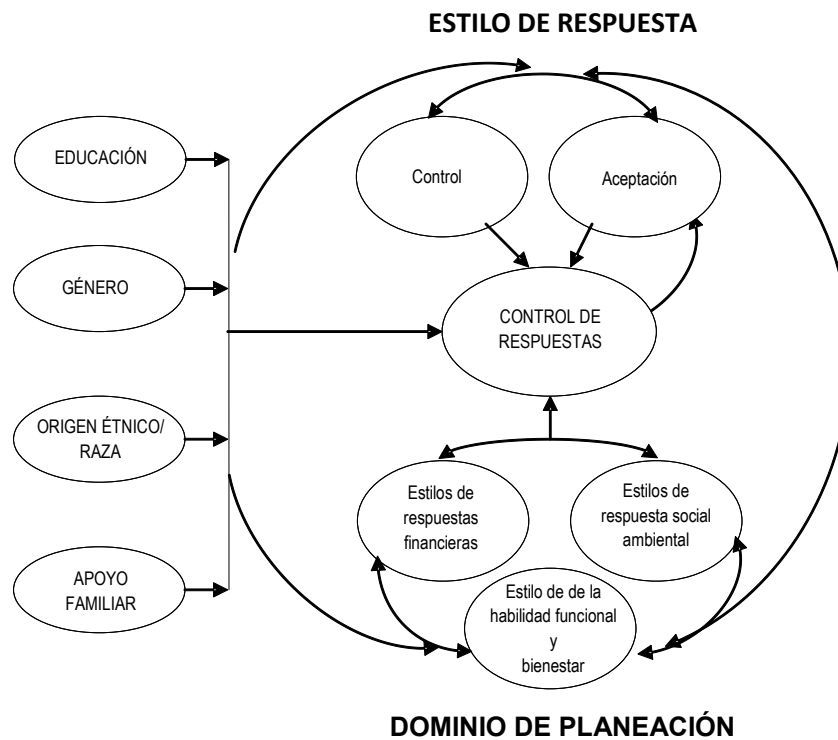 ESTILO DE RESPUESTA
EDUCACIÓN
GÉNERO
ORIGEN ÉTNICO/
RAZA
APOYO
FAMILIAR
Control
Aceptación
CONTROL DE
RESPUESTAS
Estilos de
respuestas
financieras
Estilos de
respuesta social
ambiental
Estilo de de la
habilidad funcional
y
bienestar
DOMINIO DE PLANEACIÓN